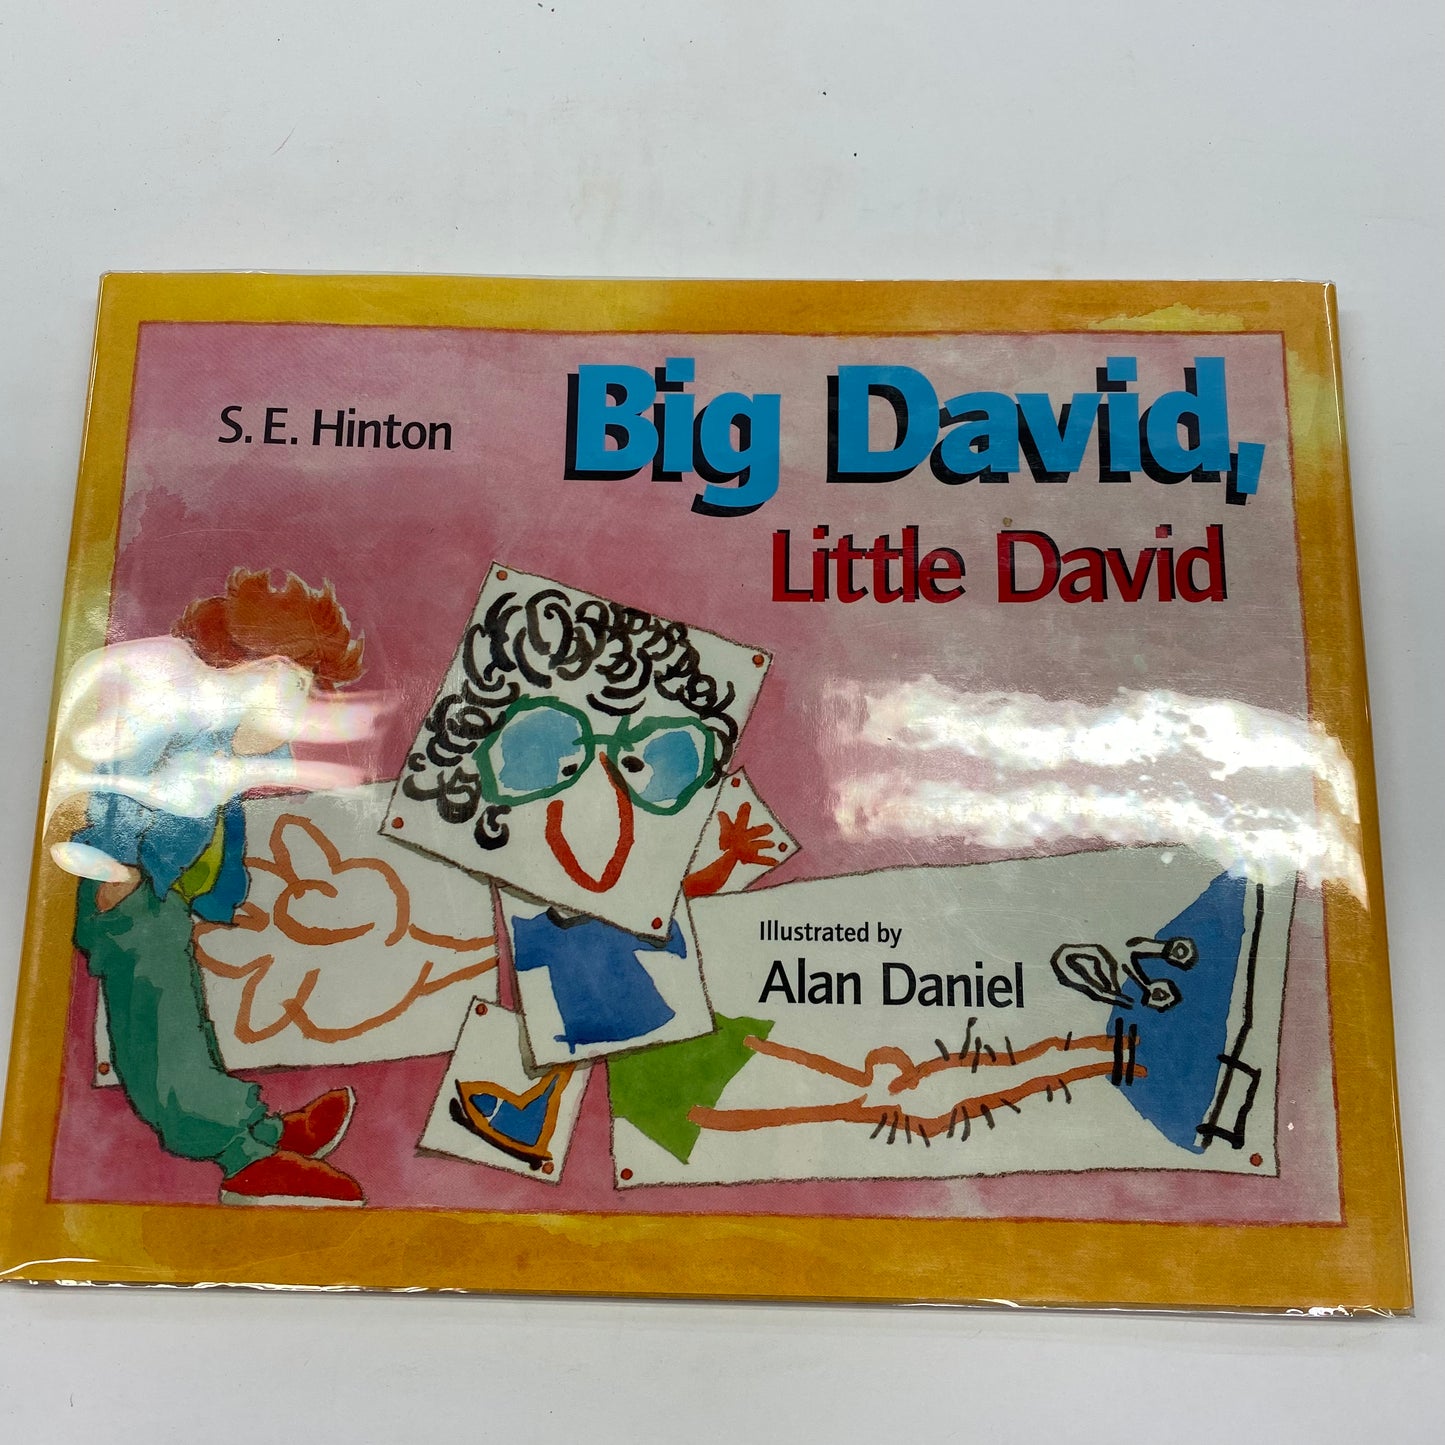 S. E. Hinton
Big David,
Little David
Illustrated by
Alan Daniel